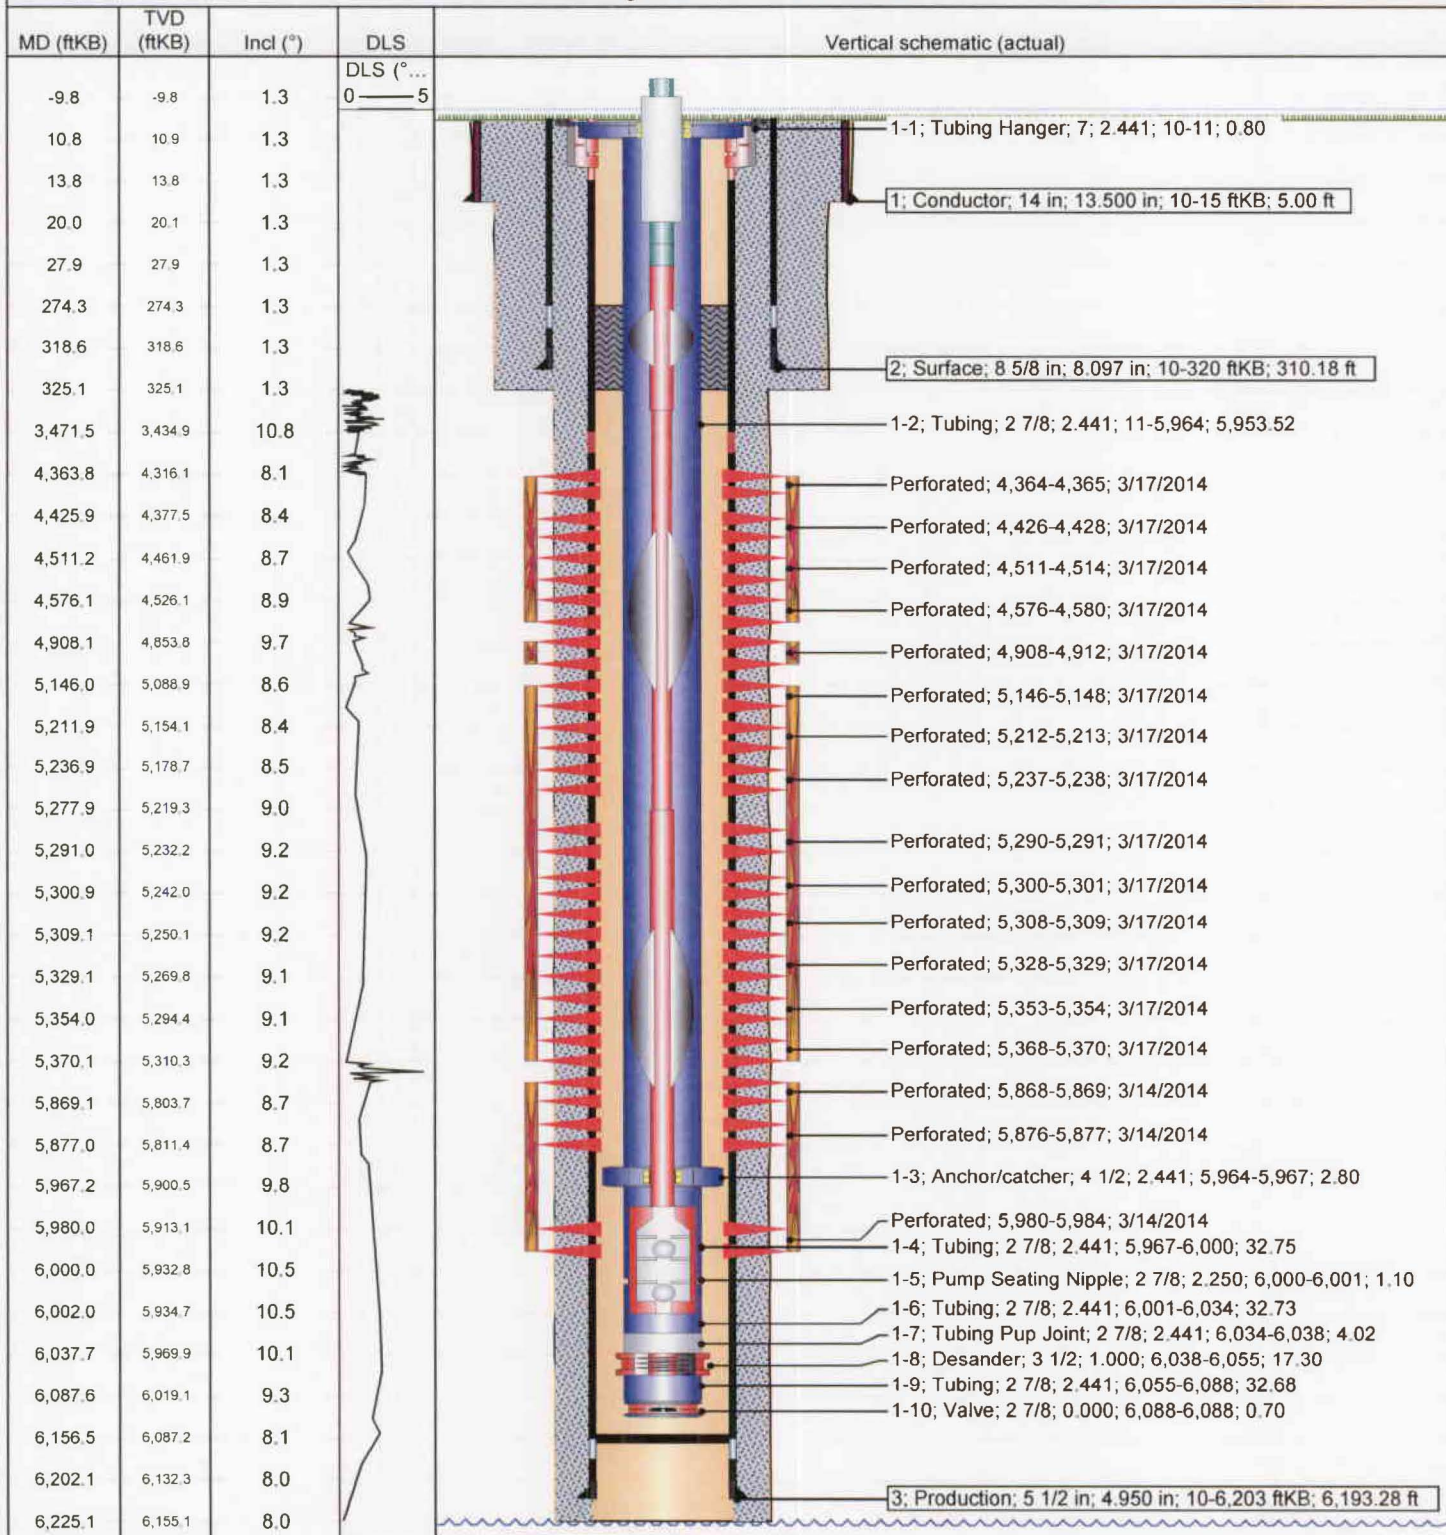 MD (ftKB) TVD (ftKB) Incl (°) DLS Vertical schematic (actual)
DLS (°...
0 5
-9.8 -9.8 1.3
10.8 10.9 1.3
13.8 13.8 1.3
20.0 20.1 1.3
27.9 27.9 1.3
274.3 274.3 1.3
318.6 318.6 1.3
325.1 325.1 1.3
3,471.5 3,434.9 10.8
4,363.8 4,316.1 8.1
4,425.9 4,377.5 8.4
4,511.2 4,461.9 8.7
4,576.1 4,526.1 8.9
4,908.1 4,853.8 9.7
5,146.0 5,088.9 8.6
5,211.9 5,154.1 8.4
5,236.9 5,178.7 8.5
5,277.9 5,219.3 9.0
5,291.0 5,232.2 9.2
5,300.9 5,242.0 9.2
5,309.1 5,250.1 9.2
5,329.1 5,269.8 9.1
5,354.0 5,294.4 9.1
5,370.1 5,310.3 9.2
5,869.1 5,803.7 8.7
5,877.0 5,811.4 8.7
5,967.2 5,900.5 9.8
5,980.0 5,913.1 10.1
6,000.0 5,932.8 10.5
6,002.0 5,934.7 10.5
6,037.7 5,969.9 10.1
6,087.6 6,019.1 9.3
6,156.5 6,087.2 8.1
6,202.1 6,132.3 8.0
6,225.1 6,155.1 8.0
1-1; Tubing Hanger; 7; 2.441; 10-11; 0.80
1; Conductor; 14 in; 13.500 in; 10-15 ftKB; 5.00 ft
2; Surface; 8 5/8 in; 8.097 in; 10-320 ftKB; 310.18 ft
1-2; Tubing; 2 7/8; 2.441; 11-5,964; 5,953.52
Perforated; 4,364-4,365; 3/17/2014
Perforated; 4,426-4,428; 3/17/2014
Perforated; 4,511-4,514; 3/17/2014
Perforated; 4,576-4,580; 3/17/2014
Perforated; 4,908-4,912; 3/17/2014
Perforated; 5,146-5,148; 3/17/2014
Perforated; 5,212-5,213; 3/17/2014
Perforated; 5,237-5,238; 3/17/2014
Perforated; 5,290-5,291; 3/17/2014
Perforated; 5,300-5,301; 3/17/2014
Perforated; 5,308-5,309; 3/17/2014
Perforated; 5,328-5,329; 3/17/2014
Perforated; 5,353-5,354; 3/17/2014
Perforated; 5,368-5,370; 3/17/2014
Perforated; 5,868-5,869; 3/14/2014
Perforated; 5,876-5,877; 3/14/2014
1-3; Anchor/catcher; 4 1/2; 2.441; 5,964-5,967; 2.80
Perforated; 5,980-5,984; 3/14/2014
1-4; Tubing; 2 7/8; 2.441; 5,967-6,000; 32.75
1-5; Pump Seating Nipple; 2 7/8; 2.250; 6,000-6,001; 1.10
1-6; Tubing; 2 7/8; 2.441; 6,001-6,034; 32.73
1-7; Tubing Pup Joint; 2 7/8; 2.441; 6,034-6,038; 4.02
1-8; Desander; 3 1/2; 1.000; 6,038-6,055; 17.30
1-9; Tubing; 2 7/8; 2.441; 6,055-6,088; 32.68
1-10; Valve; 2 7/8; 0.000; 6,088-6,088; 0.70
3; Production; 5 1/2 in; 4.950 in; 10-6,203 ftKB; 6,193.28 ft